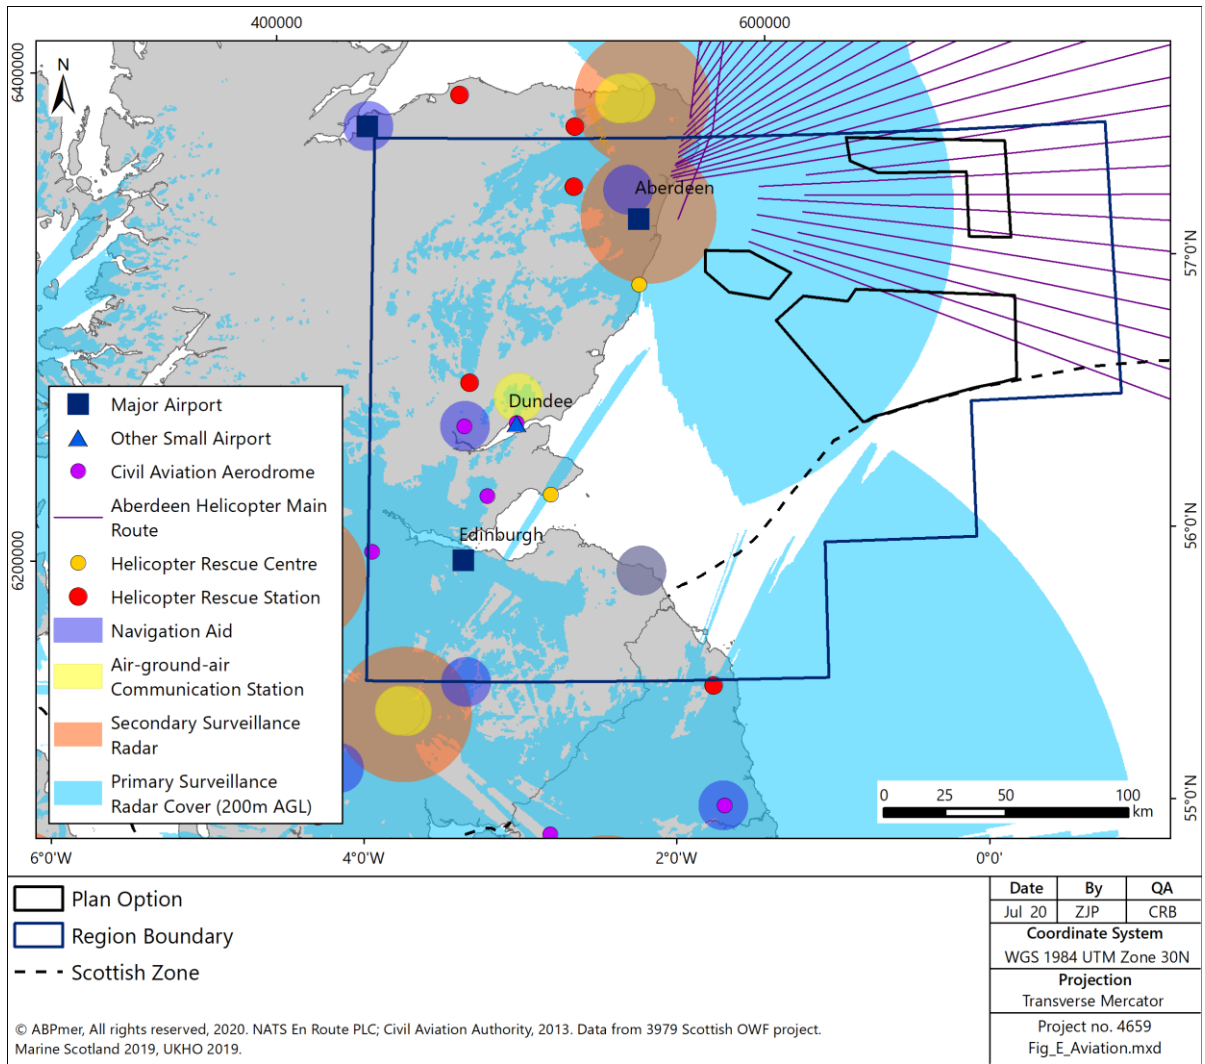 400000
600000
6400000
6200000
N
Aberdeen
57°0'N
Dundee
Edinburgh
56°0'N
55°0'N
Major Airport
Other Small Airport
Civil Aviation Aerodrome
Aberdeen Helicopter Main
Route
Helicopter Rescue Centre
Helicopter Rescue Station
Navigation Aid
Air-ground-air
Communication Station
Secondary Surveillance
Radar
Primary Surveillance
Radar Cover (200m AGL)
0 25 50 100
km
6°0'W 4°0'W 2°0'W 0°0'
Plan Option
Region Boundary
Scottish Zone
© ABPmer, All rights reserved, 2020. NATS En Route PLC; Civil Aviation Authority, 2013. Data from 3979 Scottish OWF project.
Marine Scotland 2019, UKHO 2019.
Date By QA
Jul 20 ZJP CRB
Coordinate System
WGS 1984 UTM Zone 30N
Projection
Transverse Mercator
Project no. 4659
Fig_E_Aviation.mxd